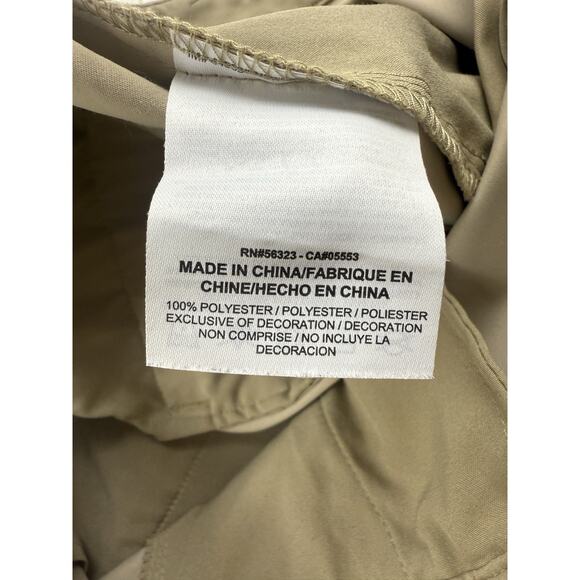 RN#56323 - CA#05553
MADE IN CHINA/FABRIQUE EN
CHINE/HECHO EN CHINA
100% POLYESTER / POLYESTER / POLIESTER
EXCLUSIVE OF DECORATION / DECORATION
NON COMPRISE / NO INCLUYE LA
DECORACION